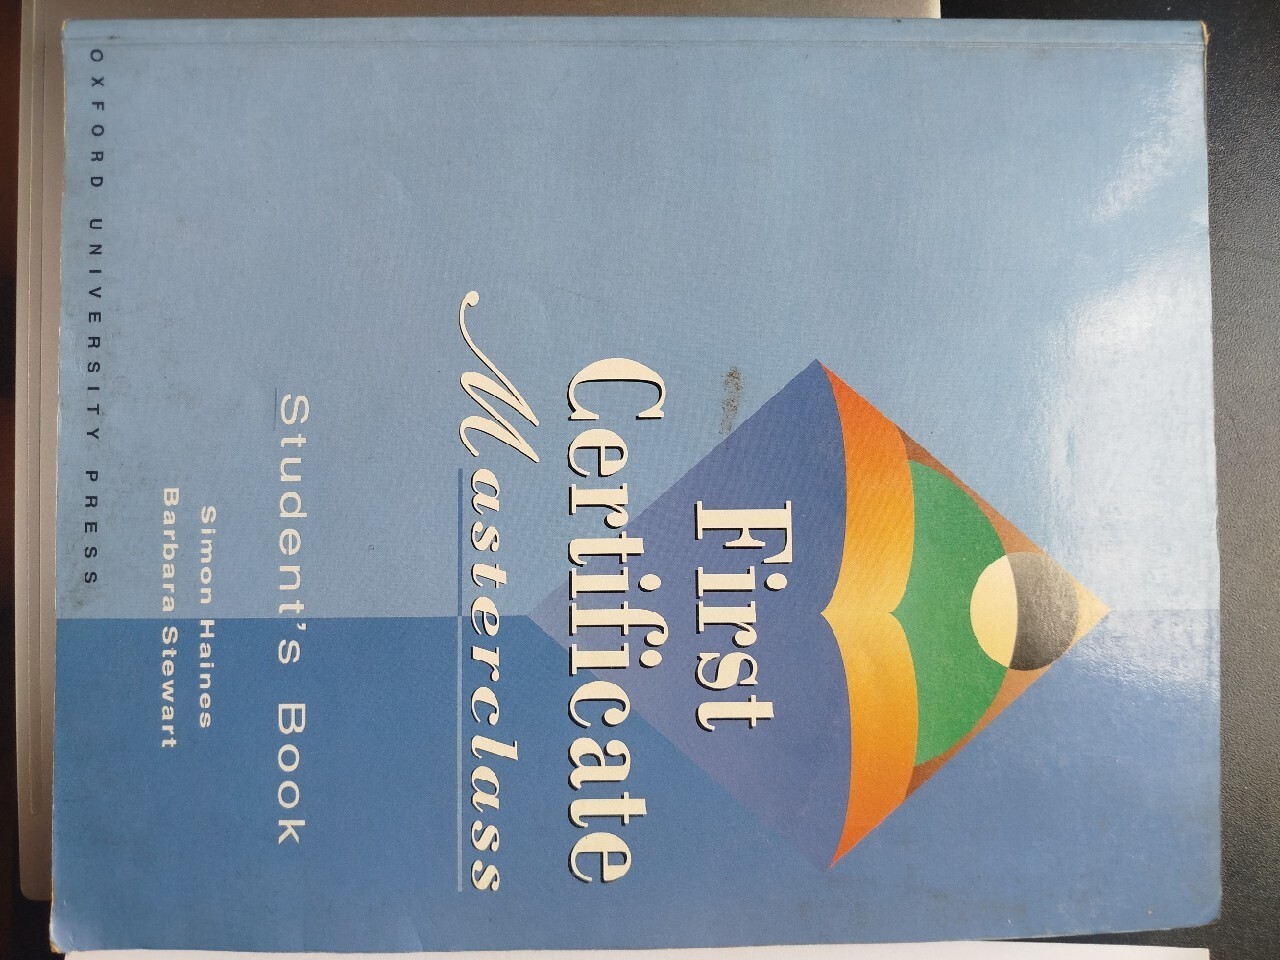 First
Certificate
Masterclass
Student's Book
Simon Haines
Barbara Stewart
OXFORD UNIVERSITY PRESS